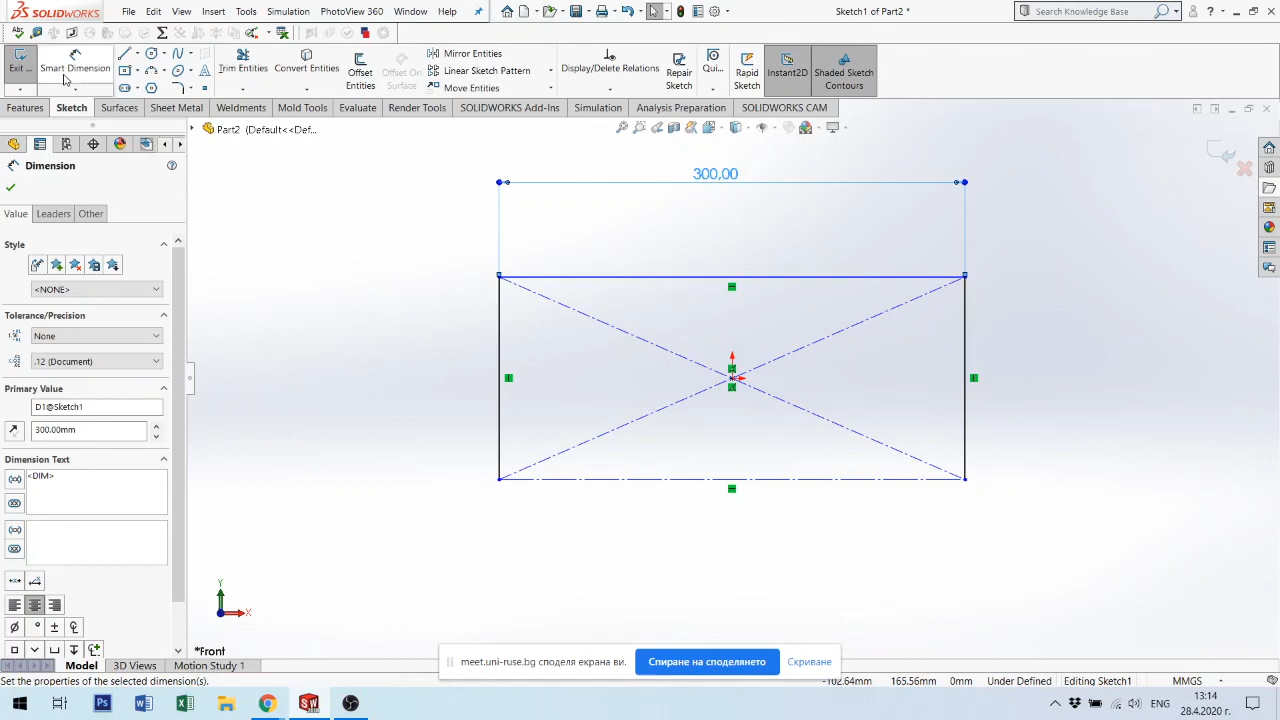 SOLIDWORKS
File
Edit
View
Insert
Tools
Simulation
PhotoView 360
Window
Help
Sketch1 of Part2 *
Search Knowledge Base
Exit ...
Smart Dimension
Trim Entities
Convert Entities
Offset Entities
Offset On Surface
Mirror Entities
Linear Sketch Pattern
Move Entities
Display/Delete Relations
Repair Sketch
Qui...
Rapid Sketch
Instant2D
Shaded Sketch Contours
Features
Sketch
Surfaces
Sheet Metal
Weldments
Mold Tools
Evaluate
Render Tools
SOLIDWORKS Add-Ins
Simulation
Analysis Preparation
SOLIDWORKS CAM
Part2 (Default<<Def...
Dimension
Value
Leaders
Other
Style
<NONE>
Tolerance/Precision
None
.12 (Document)
Primary Value
D1@Sketch1
300.00mm
Dimension Text
<DIM>
300,00
Y
X
*Front
meet.uni-ruse.bg споделя екрана ви.
Спиране на споделянето
Скриване
Model
3D Views
Motion Study 1
Set the properties of the selected dimension(s).
-102.64mm
165.56mm
0mm
Under Defined
Editing Sketch1
MMGS
ENG
13:14
28.4.2020 г.